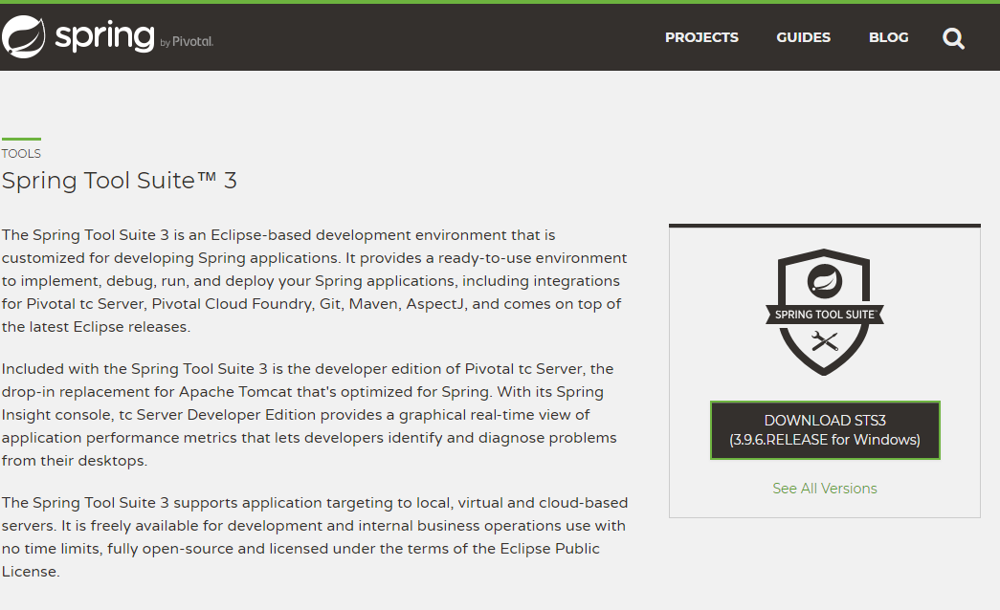 spring by Pivotal.
PROJECTS GUIDES BLOG
TOOLS
Spring Tool Suite™ 3
The Spring Tool Suite 3 is an Eclipse-based development environment that is
customized for developing Spring applications. It provides a ready-to-use environment
to implement, debug, run, and deploy your Spring applications, including integrations
for Pivotal tc Server, Pivotal Cloud Foundry, Git, Maven, AspectJ, and comes on top of
the latest Eclipse releases.
Included with the Spring Tool Suite 3 is the developer edition of Pivotal tc Server, the
drop-in replacement for Apache Tomcat that's optimized for Spring. With its Spring
Insight console, tc Server Developer Edition provides a graphical real-time view of
application performance metrics that lets developers identify and diagnose problems
from their desktops.
The Spring Tool Suite 3 supports application targeting to local, virtual and cloud-based
servers. It is freely available for development and internal business operations use with
no time limits, fully open-source and licensed under the terms of the Eclipse Public
License.
SPRING TOOL SUITE
DOWNLOAD STS3
(3.9.6.RELEASE for Windows)
See All Versions